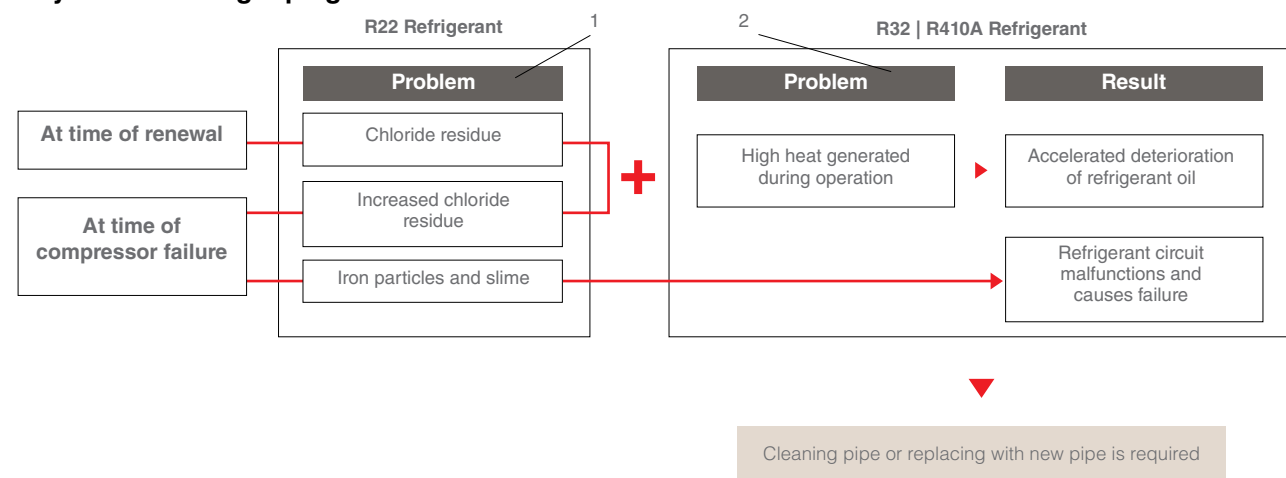 R22 Refrigerant
1
2
R32 | R410A Refrigerant
Problem
Problem
Result
At time of renewal
Chloride residue
High heat generated
during operation
Accelerated deterioration
of refrigerant oil
At time of
compressor failure
Increased chloride
residue
Iron particles and slime
Refrigerant circuit
malfunctions and
causes failure
Cleaning pipe or replacing with new pipe is required